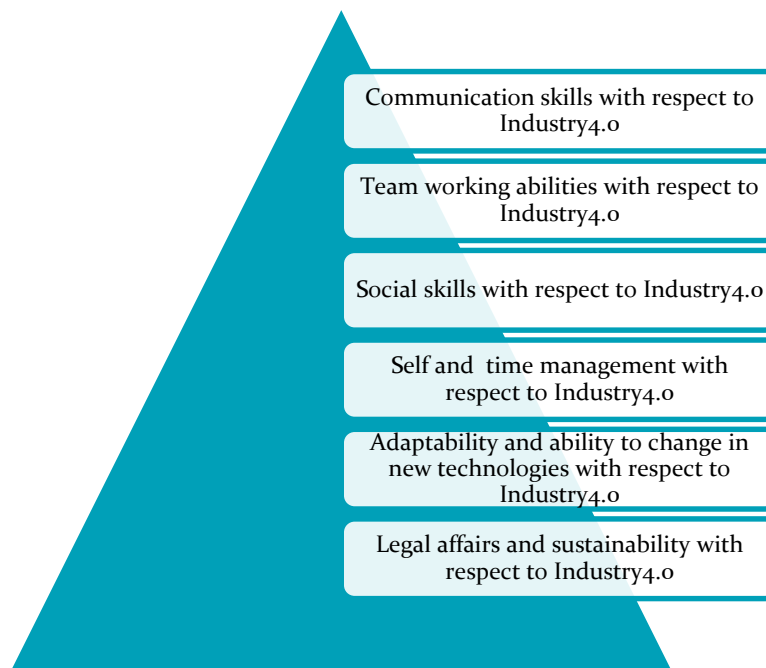 Communication skills with respect to
Industry4.0
Team working abilities with respect to
Industry4.0
Social skills with respect to Industry4.0
Self and  time management with
respect to Industry4.0
Adaptability and ability to change in
new technologies with respect to
Industry4.0
Legal affairs and sustainability with
respect to Industry4.0